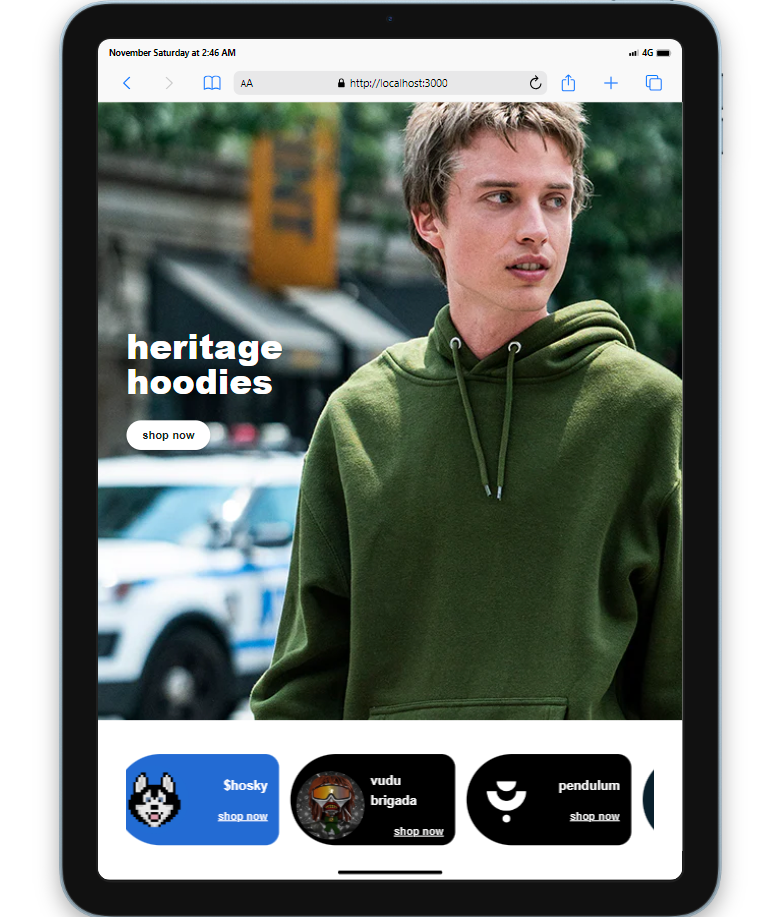 November Saturday at 2:46 AM
4G
AA
http://localhost:3000
heritage
hoodies
shop now
$hosky
shop now
vudu
brigada
shop now
pendulum
shop now